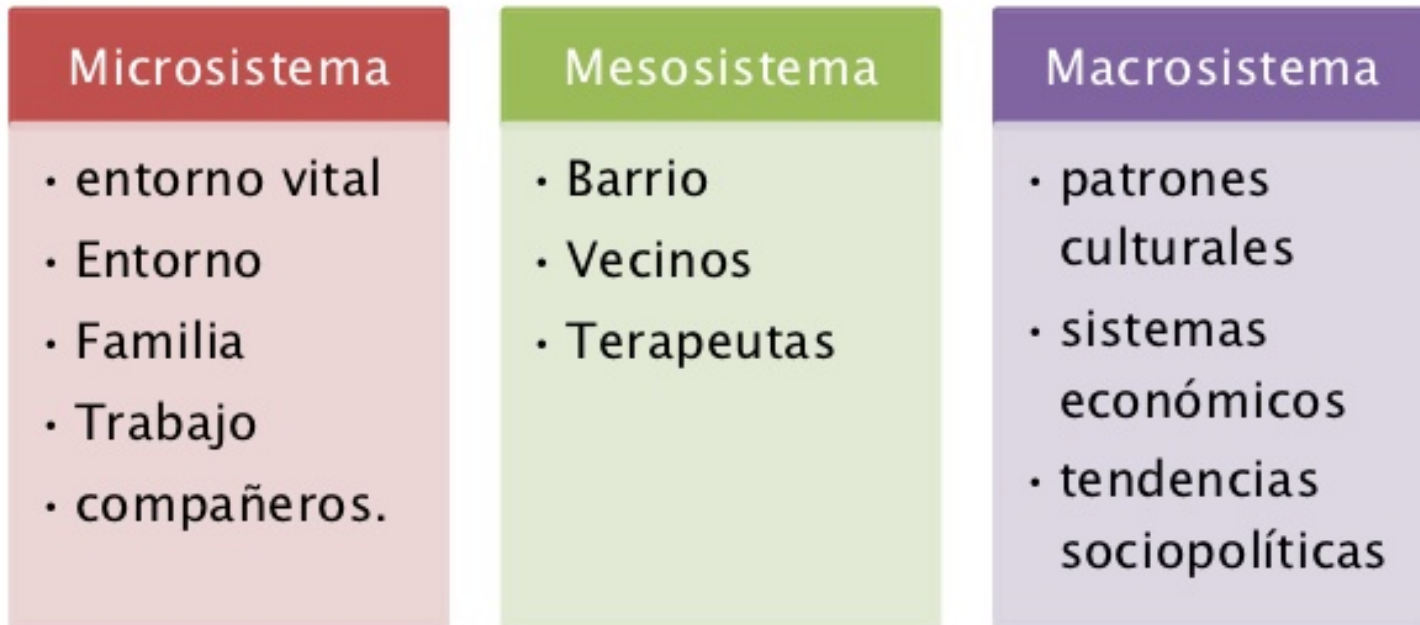 Microsistema
· entorno vital
· Entorno
· Familia
· Trabajo
· compañeros.
Mesosistema
· Barrio
· Vecinos
· Terapeutas
Macrosistema
· patrones
culturales
· sistemas
económicos
· tendencias
sociopolíticas